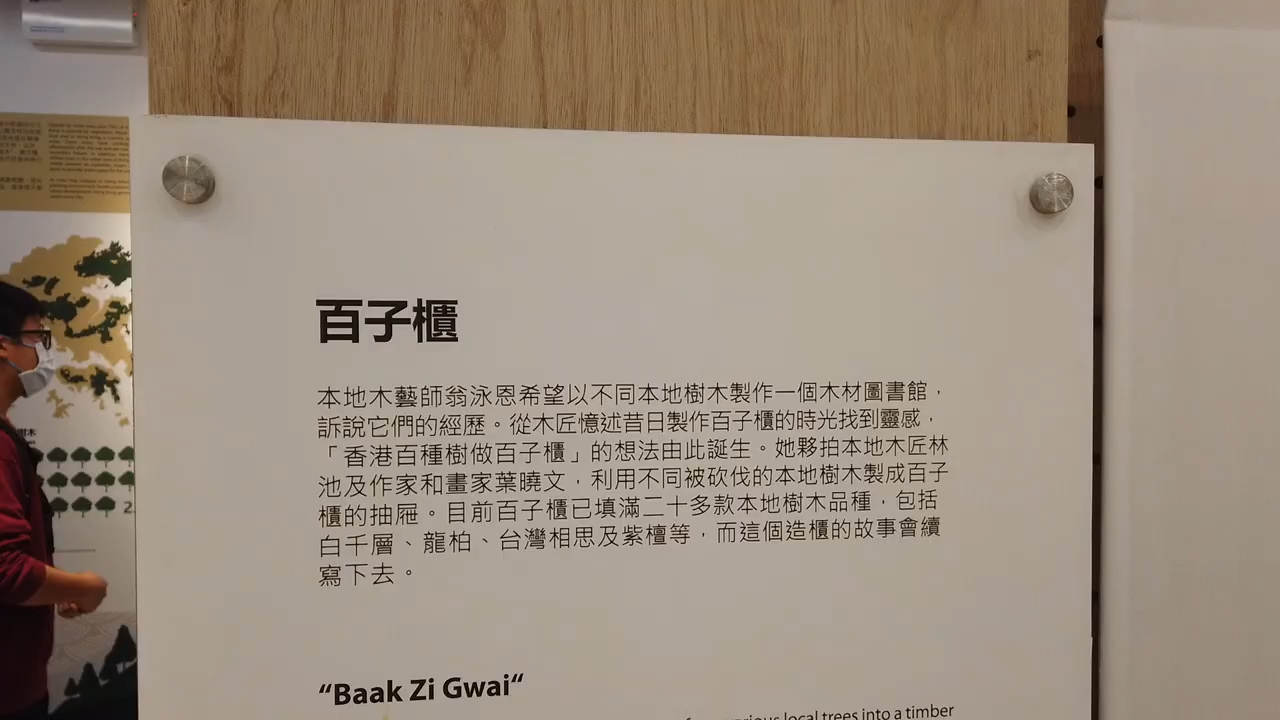 百子櫃
本地木藝師翁泳恩希望以不同本地樹木製作一個木材圖書館，
訴說它們的經歷。從木匠憶述昔日製作百子櫃的時光找到靈感，
「香港百種樹做百子櫃」的想法由此誕生。她夥拍本地木匠林
池及作家和畫家葉曉文，利用不同被砍伐的本地樹木製成百子
櫃的抽屜。目前百子櫃已填滿二十多款本地樹木品種，包括
白千層、龍柏、台灣相思及紫檀等，而這個造櫃的故事會續
寫下去。
“Baak Zi Gwai“
various local trees into a timber